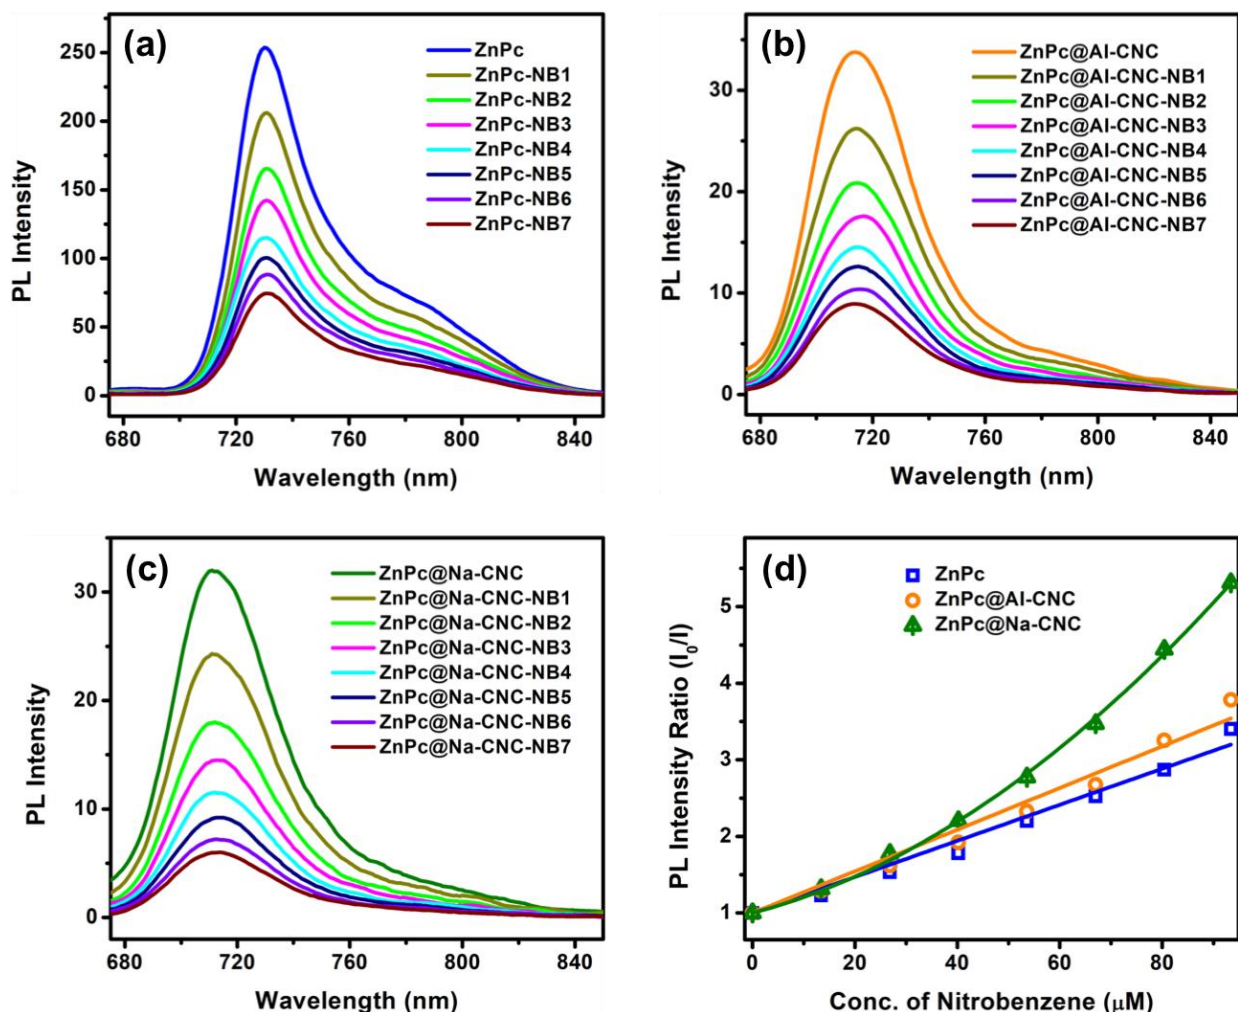 (a)
ZnPc
ZnPc-NB1
ZnPc-NB2
ZnPc-NB3
ZnPc-NB4
ZnPc-NB5
ZnPc-NB6
ZnPc-NB7
250
200
150
100
50
0
PL Intensity
680 720 760 800 840
Wavelength (nm)
(b)
ZnPc@Al-CNC
ZnPc@Al-CNC-NB1
ZnPc@Al-CNC-NB2
ZnPc@Al-CNC-NB3
ZnPc@Al-CNC-NB4
ZnPc@Al-CNC-NB5
ZnPc@Al-CNC-NB6
ZnPc@Al-CNC-NB7
30
20
10
0
PL Intensity
680 720 760 800 840
Wavelength (nm)
(c)
ZnPc@Na-CNC
ZnPc@Na-CNC-NB1
ZnPc@Na-CNC-NB2
ZnPc@Na-CNC-NB3
ZnPc@Na-CNC-NB4
ZnPc@Na-CNC-NB5
ZnPc@Na-CNC-NB6
ZnPc@Na-CNC-NB7
30
20
10
0
PL Intensity
680 720 760 800 840
Wavelength (nm)
(d)
ZnPc
ZnPc@Al-CNC
ZnPc@Na-CNC
5
4
3
2
1
PL Intensity Ratio (I₀/I)
0 20 40 60 80
Conc. of Nitrobenzene (μM)